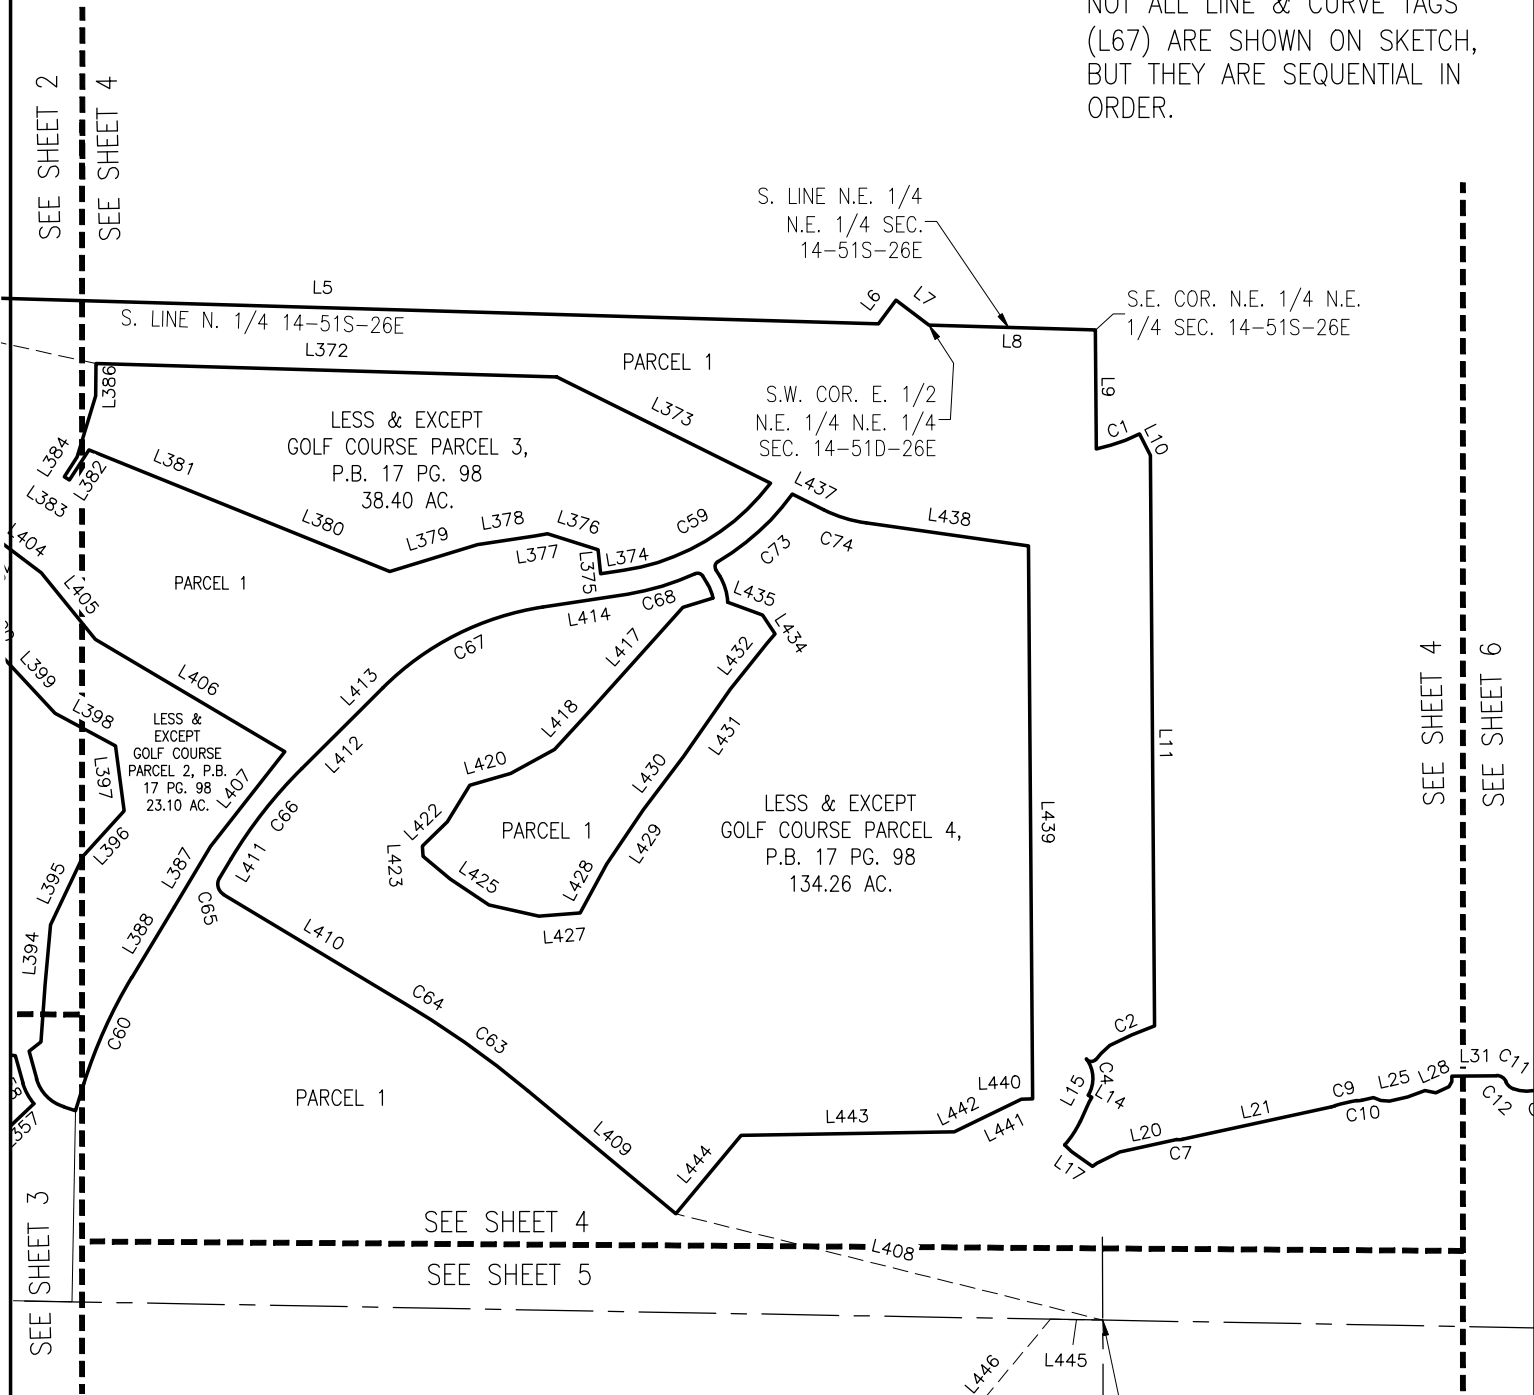 NOT ALL LINE & CURVE TAGS
(L67) ARE SHOWN ON SKETCH,
BUT THEY ARE SEQUENTIAL IN
ORDER.
SEE SHEET 2
SEE SHEET 4
S. LINE N.E. 1/4
N.E. 1/4 SEC.
14-51S-26E
L5
S. LINE N. 1/4 14-51S-26E
L6
L7
L8
S.E. COR. N.E. 1/4 N.E.
1/4 SEC. 14-51S-26E
L372
PARCEL 1
L386
L373
S.W. COR. E. 1/2
N.E. 1/4 N.E. 1/4
SEC. 14-51D-26E
L9
C1
L10
LESS & EXCEPT
GOLF COURSE PARCEL 3,
P.B. 17 PG. 98
38.40 AC.
L384
L382
L383
L381
L380
L379
L378
L377
L376
L375
L374
C59
L437
C73
C74
L438
L404
L405
PARCEL 1
L414
C68
L435
L434
L432
L417
C67
L399
L406
L413
L398
LESS &
EXCEPT
GOLF COURSE
PARCEL 2, P.B.
17 PG. 98
23.10 AC.
L397
L407
L412
L418
L420
L431
L430
L11
SEE SHEET 4
SEE SHEET 6
L396
C66
L422
L423
PARCEL 1
L429
LESS & EXCEPT
GOLF COURSE PARCEL 4,
P.B. 17 PG. 98
134.26 AC.
L439
L395
L387
L411
C65
L425
L428
L427
L394
L388
L410
C64
C60
C63
C2
C4
L15
L14
L17
L20
C7
L21
C9
C10
L25
L28
L31
C11
C12
L357
PARCEL 1
L440
L441
L442
L443
L409
L444
SEE SHEET 3
SEE SHEET 4
SEE SHEET 5
L408
L445
L446